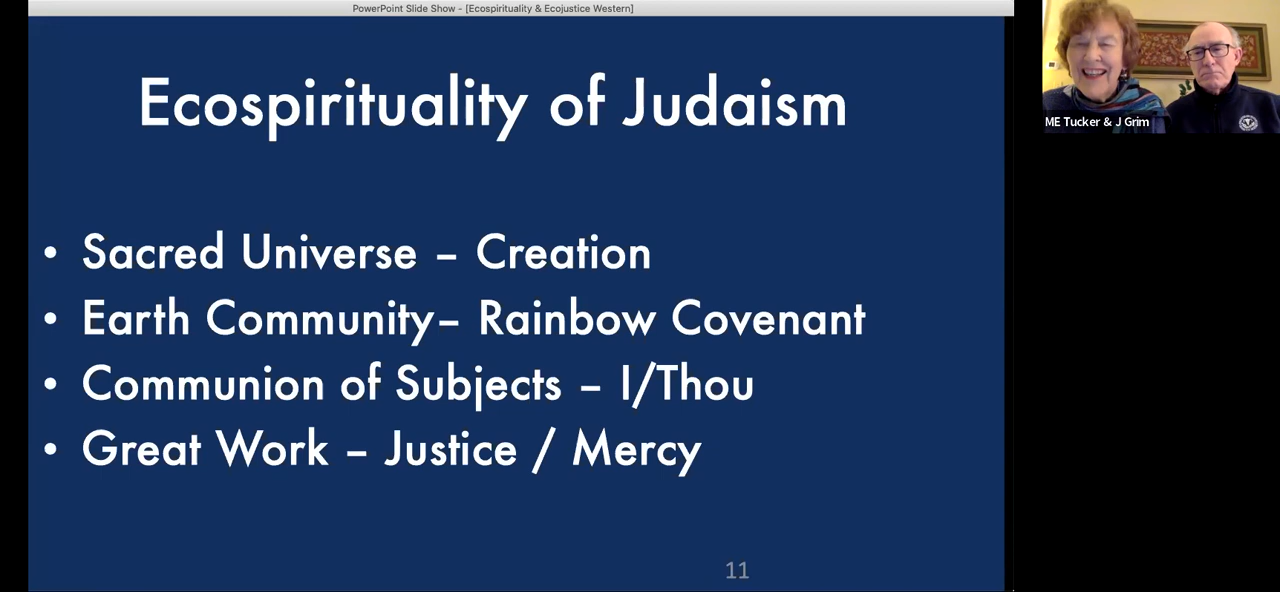 PowerPoint Slide Show - [Ecospirituality & Ecojustice Western]
Ecospirituality of Judaism
• Sacred Universe – Creation
• Earth Community– Rainbow Covenant
• Communion of Subjects – I/Thou
• Great Work – Justice / Mercy
11
ME Tucker & J Grim